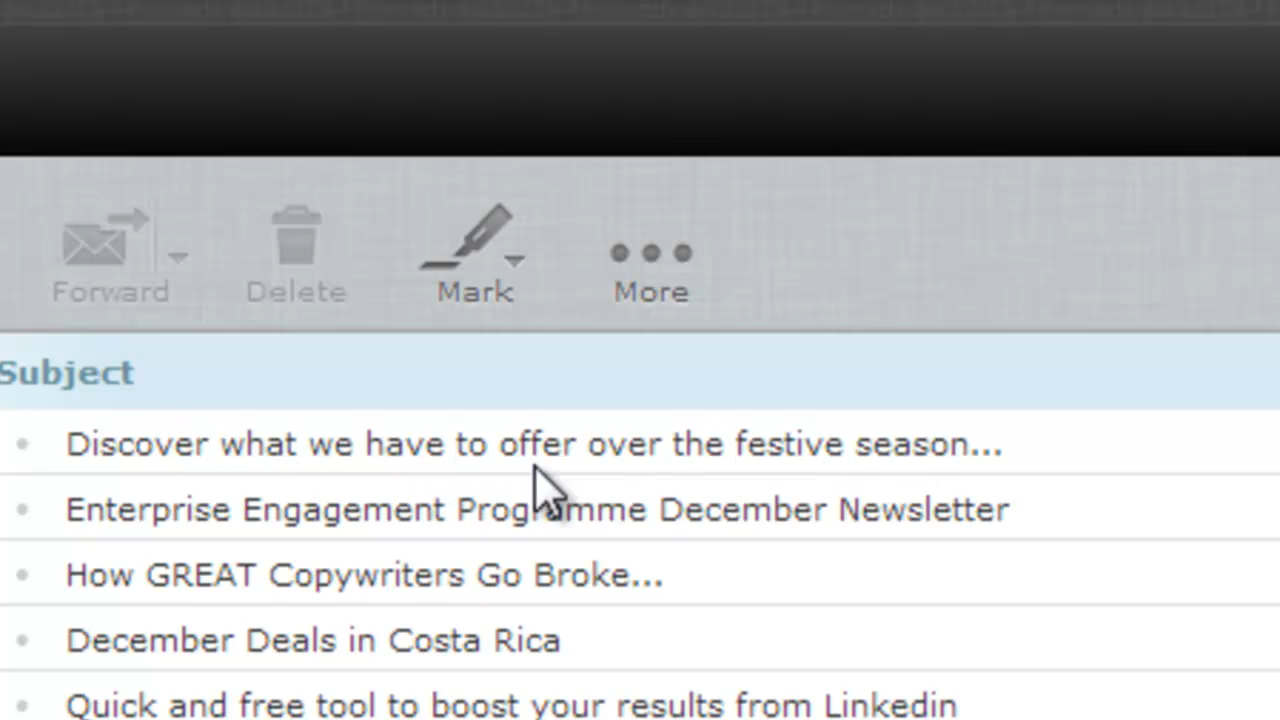 Forward Delete Mark More
Subject
Discover what we have to offer over the festive season...
Enterprise Engagement Programme December Newsletter
How GREAT Copywriters Go Broke...
December Deals in Costa Rica
Quick and free tool to boost your results from Linkedin